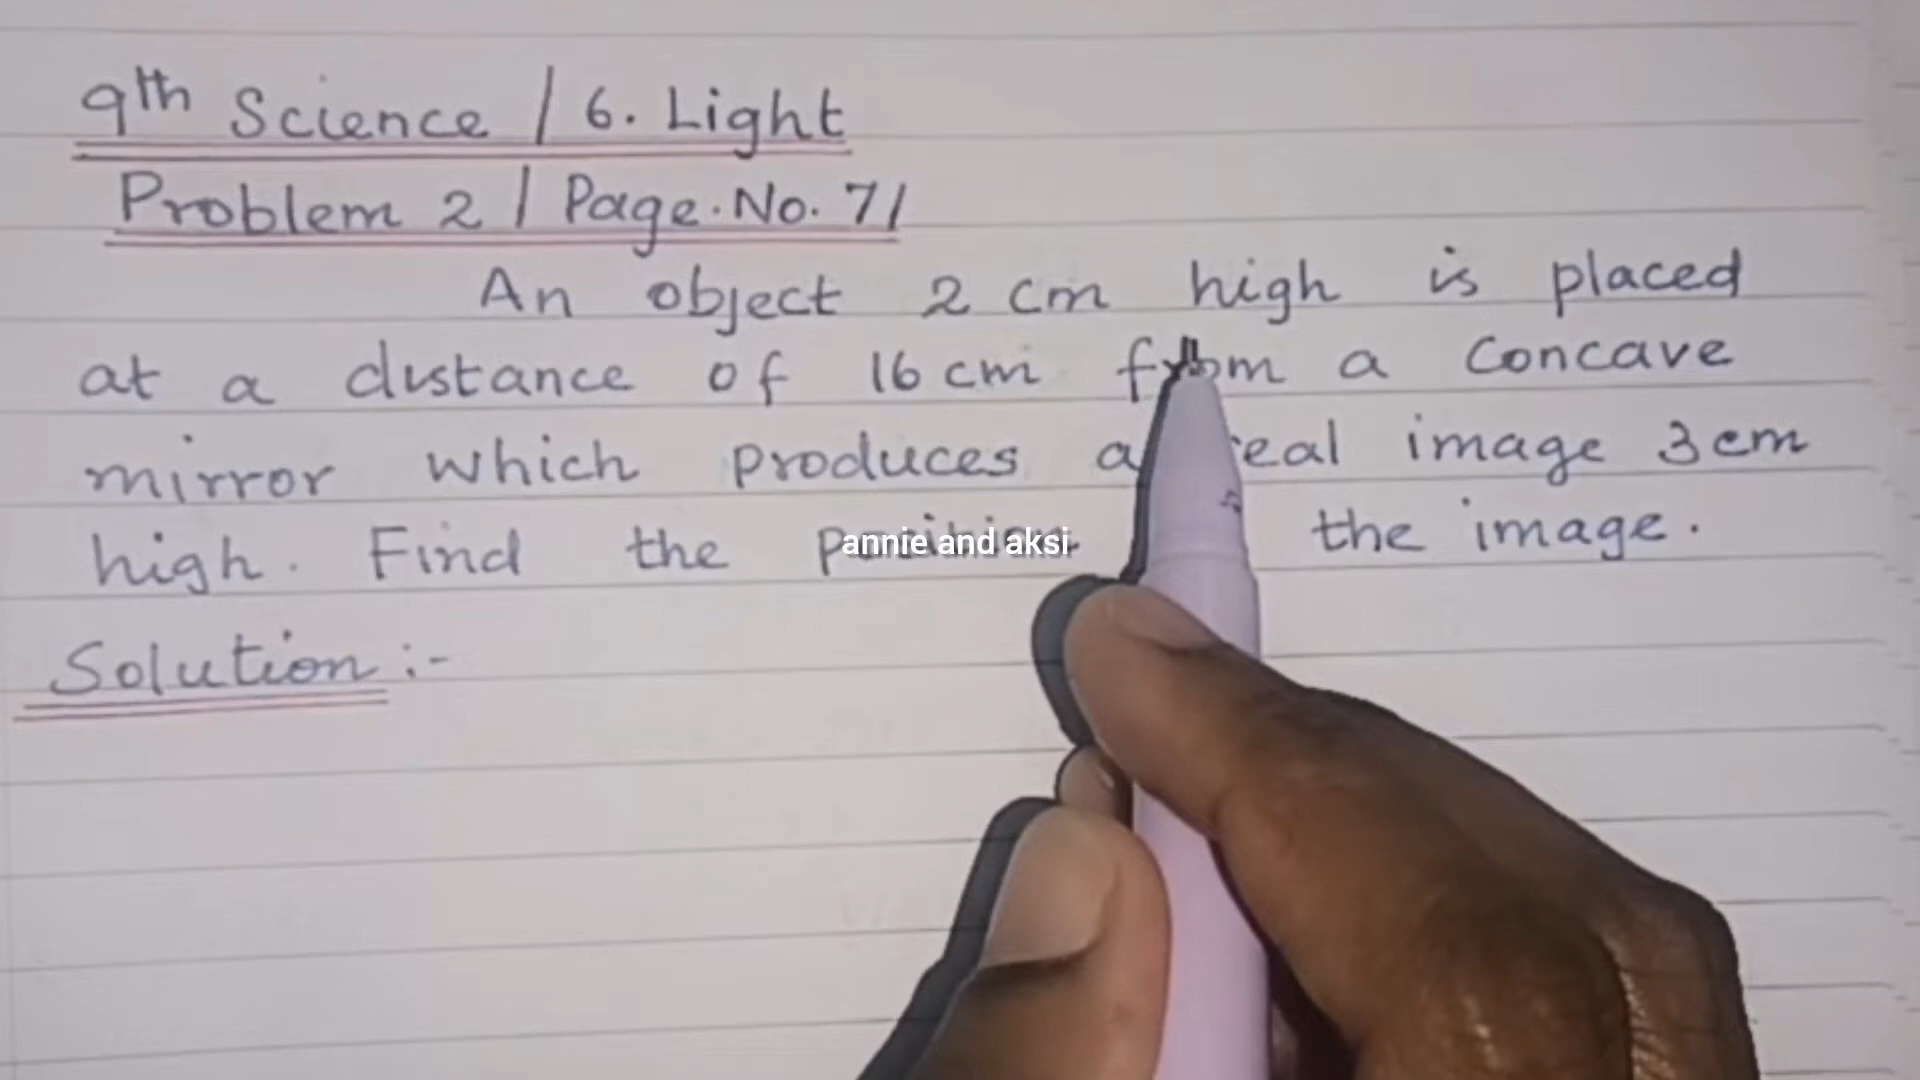 9th Science / 6. Light
Problem 2 / Page. No. 71
An object 2 cm high is placed
at a distance of 16 cm from a Concave
mirror which produces a real image 3 cm
high. Find the the image.
annie and aksi
Solution :-